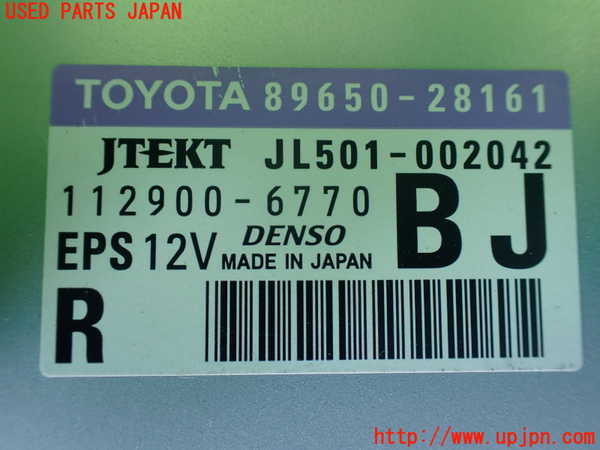 USED PARTS JAPAN
TOYOTA 89650-28161
JTEKT JL501-002042
112900-6770 BJ
EPS 12V DENSO
MADE IN JAPAN
R
http://www.upjpn.com/